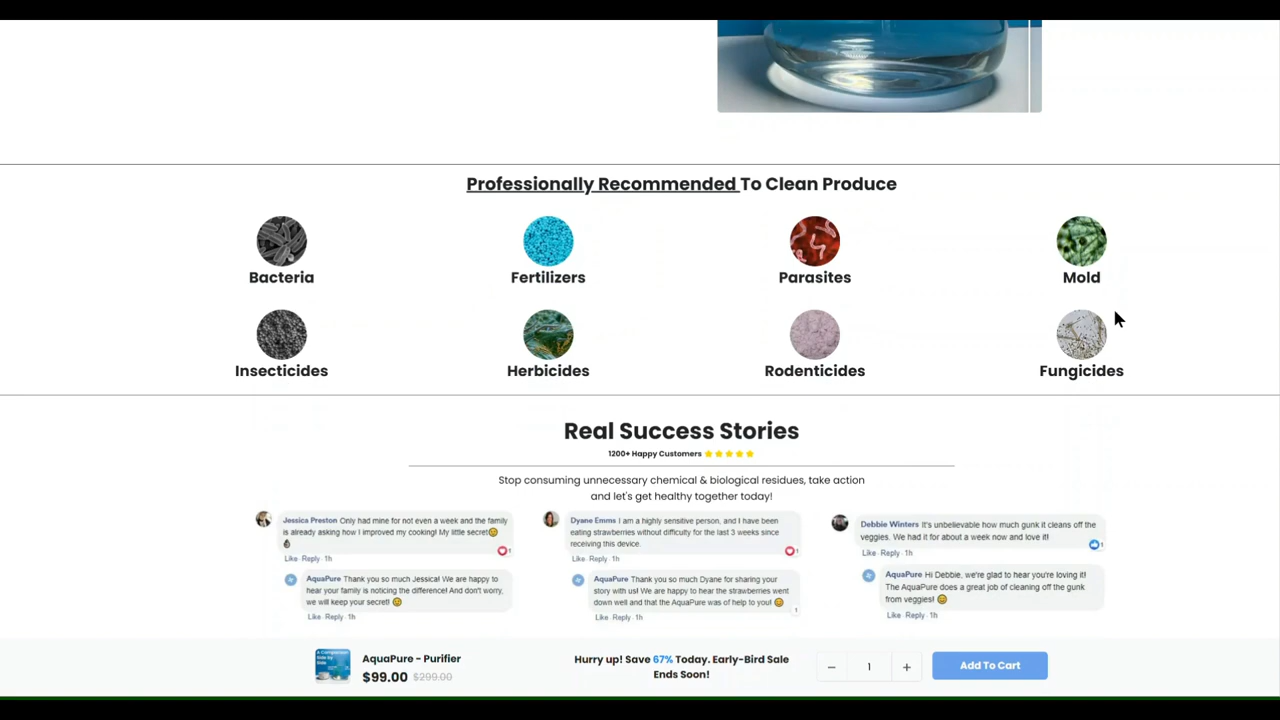 Professionally Recommended To Clean Produce
Bacteria
Fertilizers
Parasites
Mold
Insecticides
Herbicides
Rodenticides
Fungicides
Real Success Stories
1200+ Happy Customers
Stop consuming unnecessary chemical & biological residues, take action
and let's get healthy together today!
Jessica Preston Only had mine for not even a week and the family
is already asking how I improved my cooking! My little secret😉
👌
1
Like · Reply · 1h
AquaPure Thank you so much Jessica! We are happy to
hear your family is noticing the difference! And don't worry,
we will keep your secret! 😉
Like · Reply · 1h
Dyane Emms I am a highly sensitive person, and I have been
eating strawberries without difficulty for the last 3 weeks since
receiving this device.
1
Like · Reply · 1h
AquaPure Thank you so much Dyane for sharing your
story with us! We are happy to hear the strawberries went
down well and that the AquaPure was of help to you! 😊
1
Like · Reply · 1h
Debbie Winters It's unbelievable how much gunk it cleans off the
veggies. We had it for about a week now and love it!!
1
Like · Reply · 1h
AquaPure Hi Debbie, we're glad to hear you're loving it!
The AquaPure does a great job of cleaning off the gunk
from veggies! 😊
Like · Reply · 1h
A Comparison
Side by
Side
AquaPure - Purifier
$99.00 $299.00
Hurry up! Save 67% Today. Early-Bird Sale
Ends Soon!
− 1 +
Add To Cart